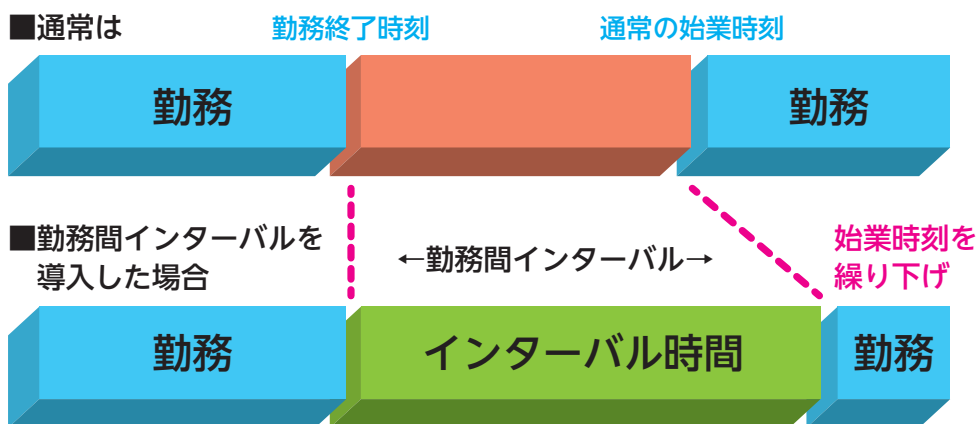 ■通常は
勤務終了時刻
通常の始業時刻
勤務
勤務
■勤務間インターバルを
導入した場合
←勤務間インターバル→
始業時刻を
繰り下げ
勤務
インターバル時間
勤務